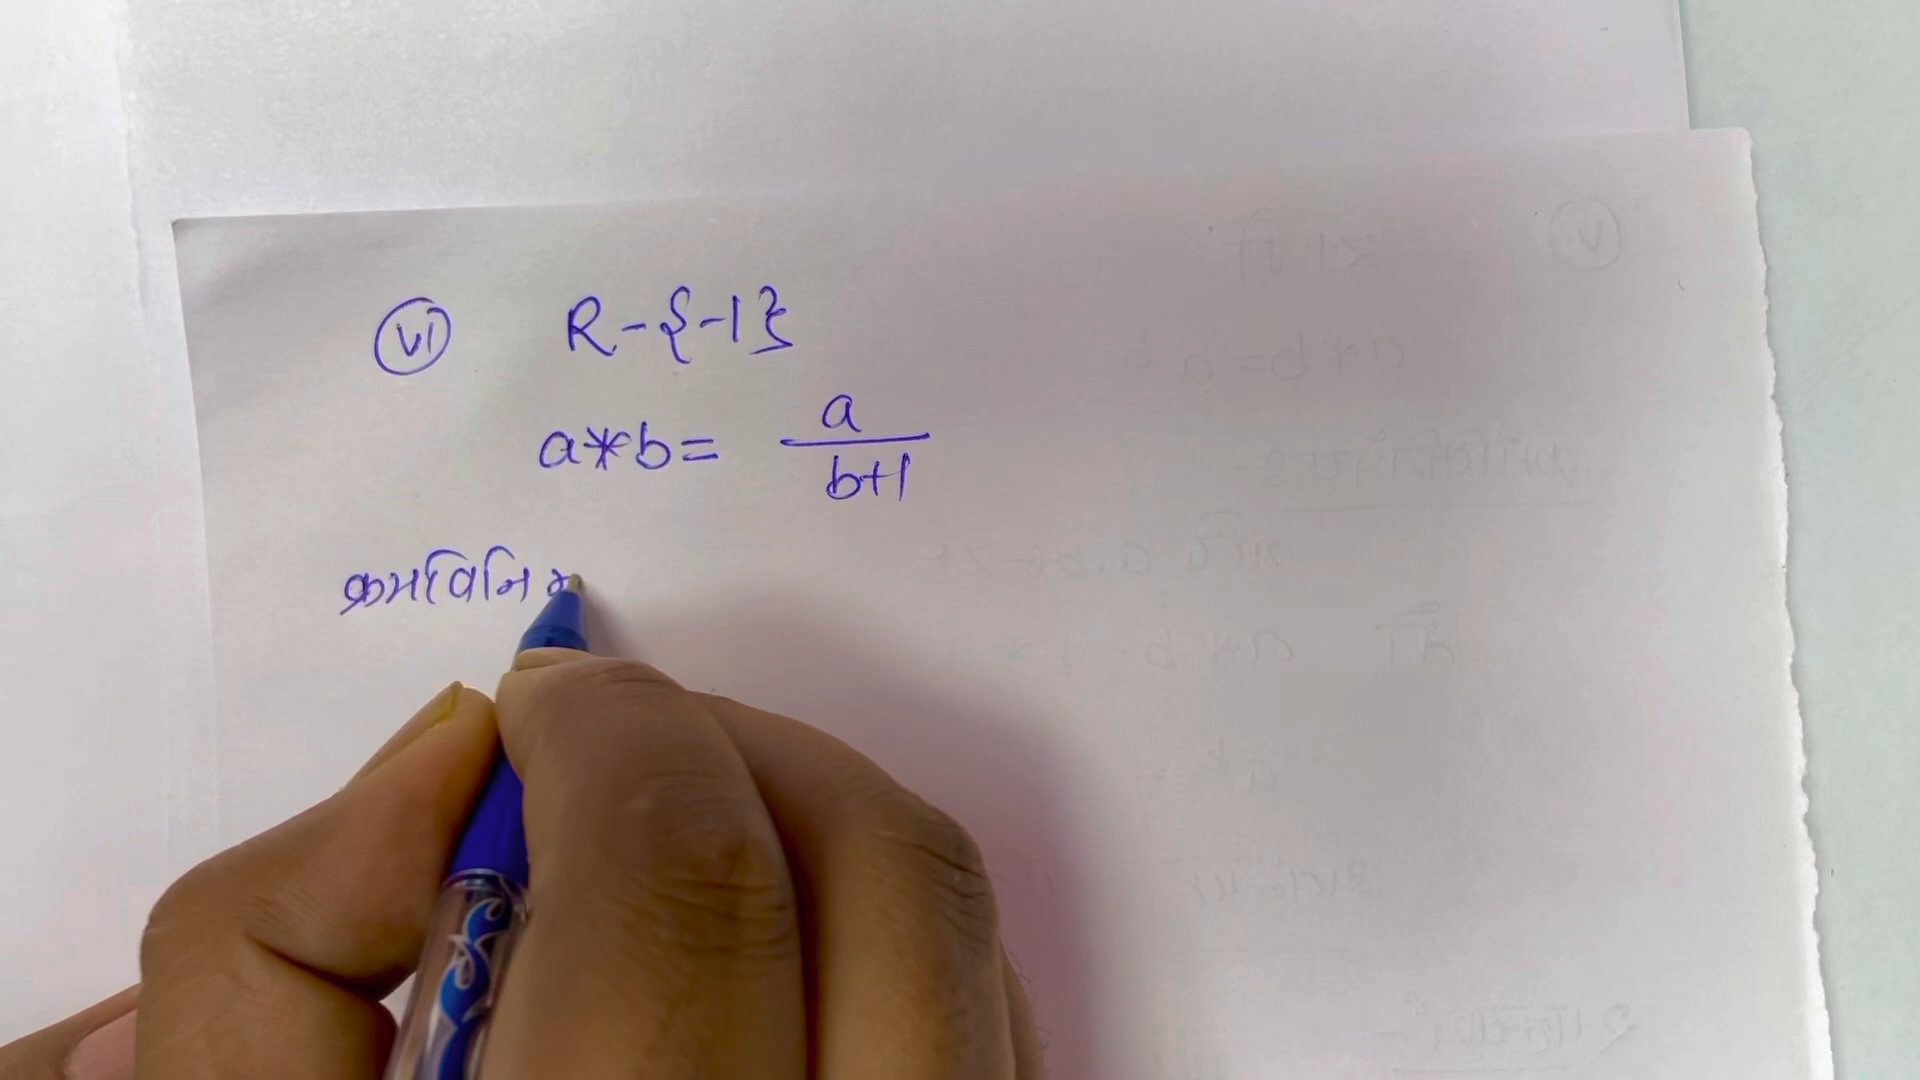 (vi) R-{-1}
a*b = a/(b+1)
क्रमविनिम